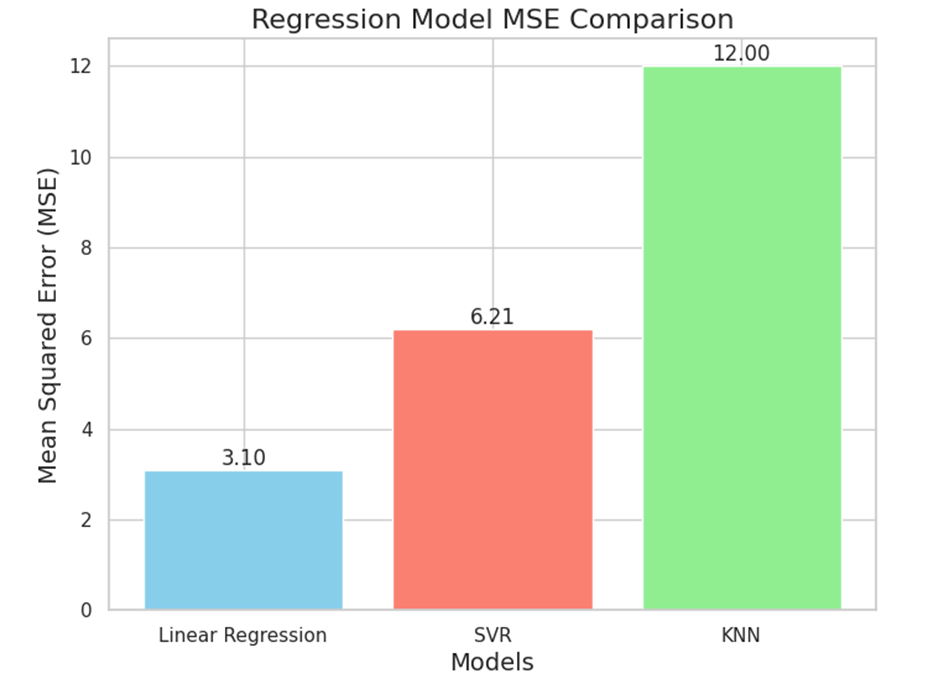 Regression Model MSE Comparison
12.00
12
10
8
6.21
6
4
3.10
2
0
Mean Squared Error (MSE)
Linear Regression SVR KNN
Models